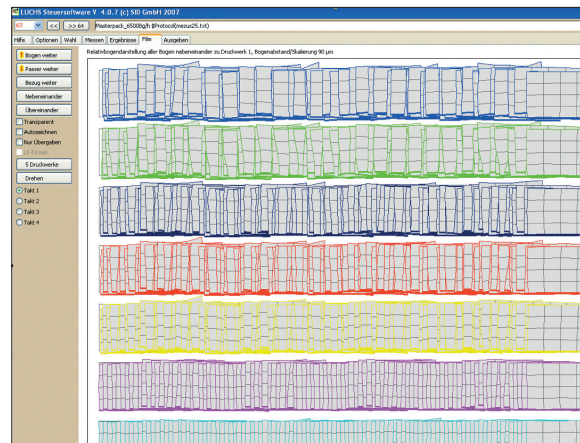 LUCHS Steuersoftware V 4.0.7 (c) SID GmbH 2007
63 << >> 64 Masterpack_6500Bg/h $Protocol(mezus25.txt)
Hilfe Optionen Wahl Messen Ergebnisse Film Ausgeben
Relativbogendarstellung aller Bogen nebeneinander zu Druckwerk 1, Bogenabstand/Skalierung 90 µm
Bogen weiter
Passer weiter
Bezug weiter
Nebeneinander
Übereinander
Transparent
Autozeichnen
Nur Übergaben
S Druckwerke
Drehen
Takt 1
Takt 2
Takt 3
Takt 4